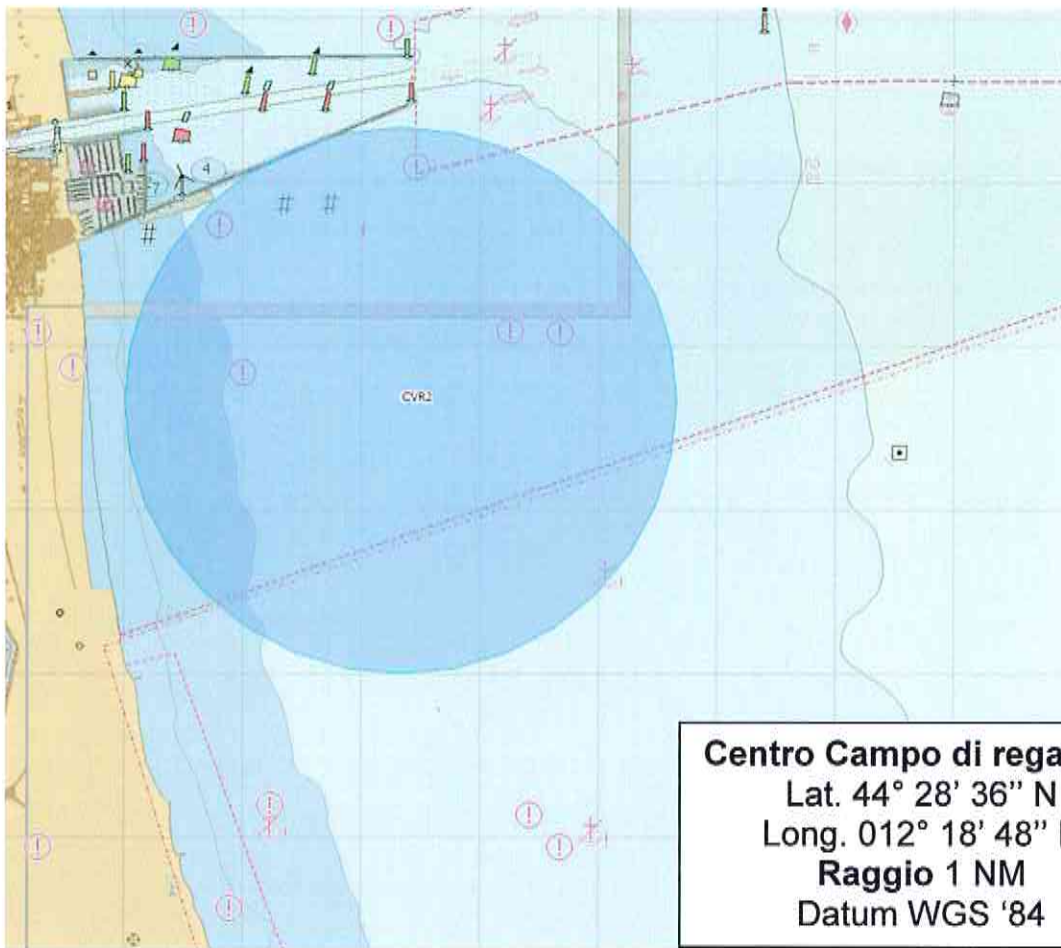 4
CVR2
Centro Campo di rega
Lat. 44° 28' 36” N
Long. 012° 18' 48”
Raggio 1 NM
Datum WGS ‘84